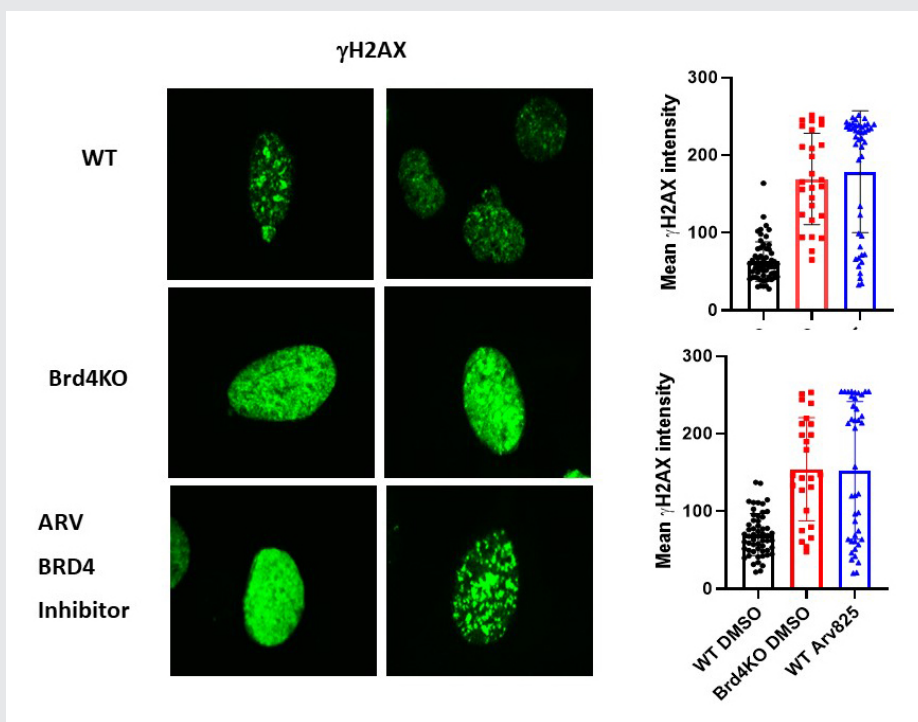 γH2AX
WT
Brd4KO
ARV
BRD4
Inhibitor
Mean γH2AX intensity
300
200
100
0
Mean γH2AX intensity
300
200
100
0
WT DMSO
Brd4KO DMSO
WT Arv825